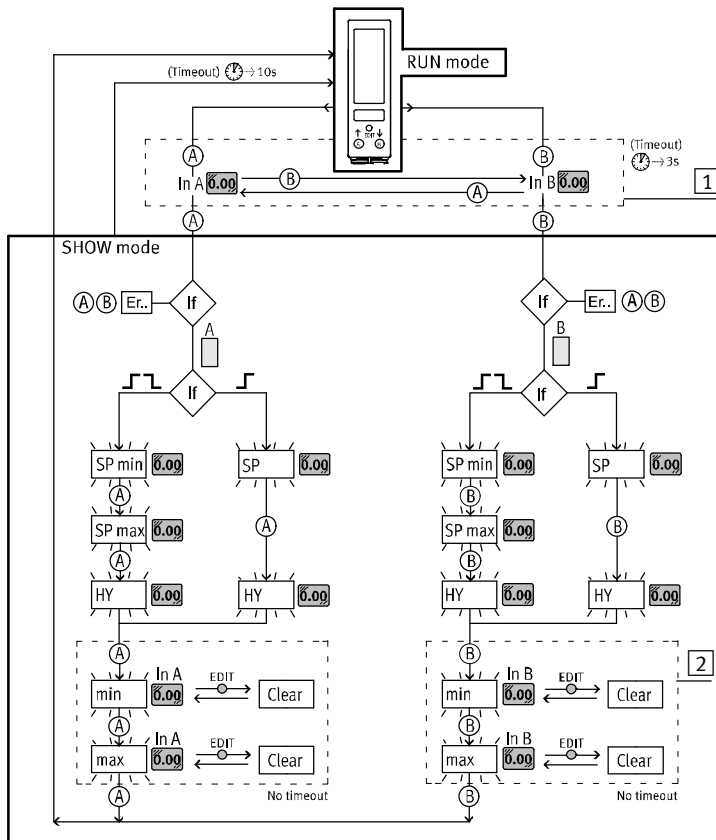 RUN mode
(Timeout) 10s
↑ EDIT ↓
A B
(Timeout)
3s
A B
In A 0.00 B In B 0.00
A
1
A B
SHOW mode
A B Er.. If If Er.. A B
A B
If If
SP min 0.00 SP 0.00 SP min 0.00 SP 0.00
A B
SP max 0.00 A SP max 0.00 B
A B
HY 0.00 HY 0.00 HY 0.00 HY 0.00
A B
2
In A EDIT In B EDIT
min 0.00 Clear min 0.00 Clear
A B
In A EDIT In B EDIT
max 0.00 Clear max 0.00 Clear
A No timeout B No timeout